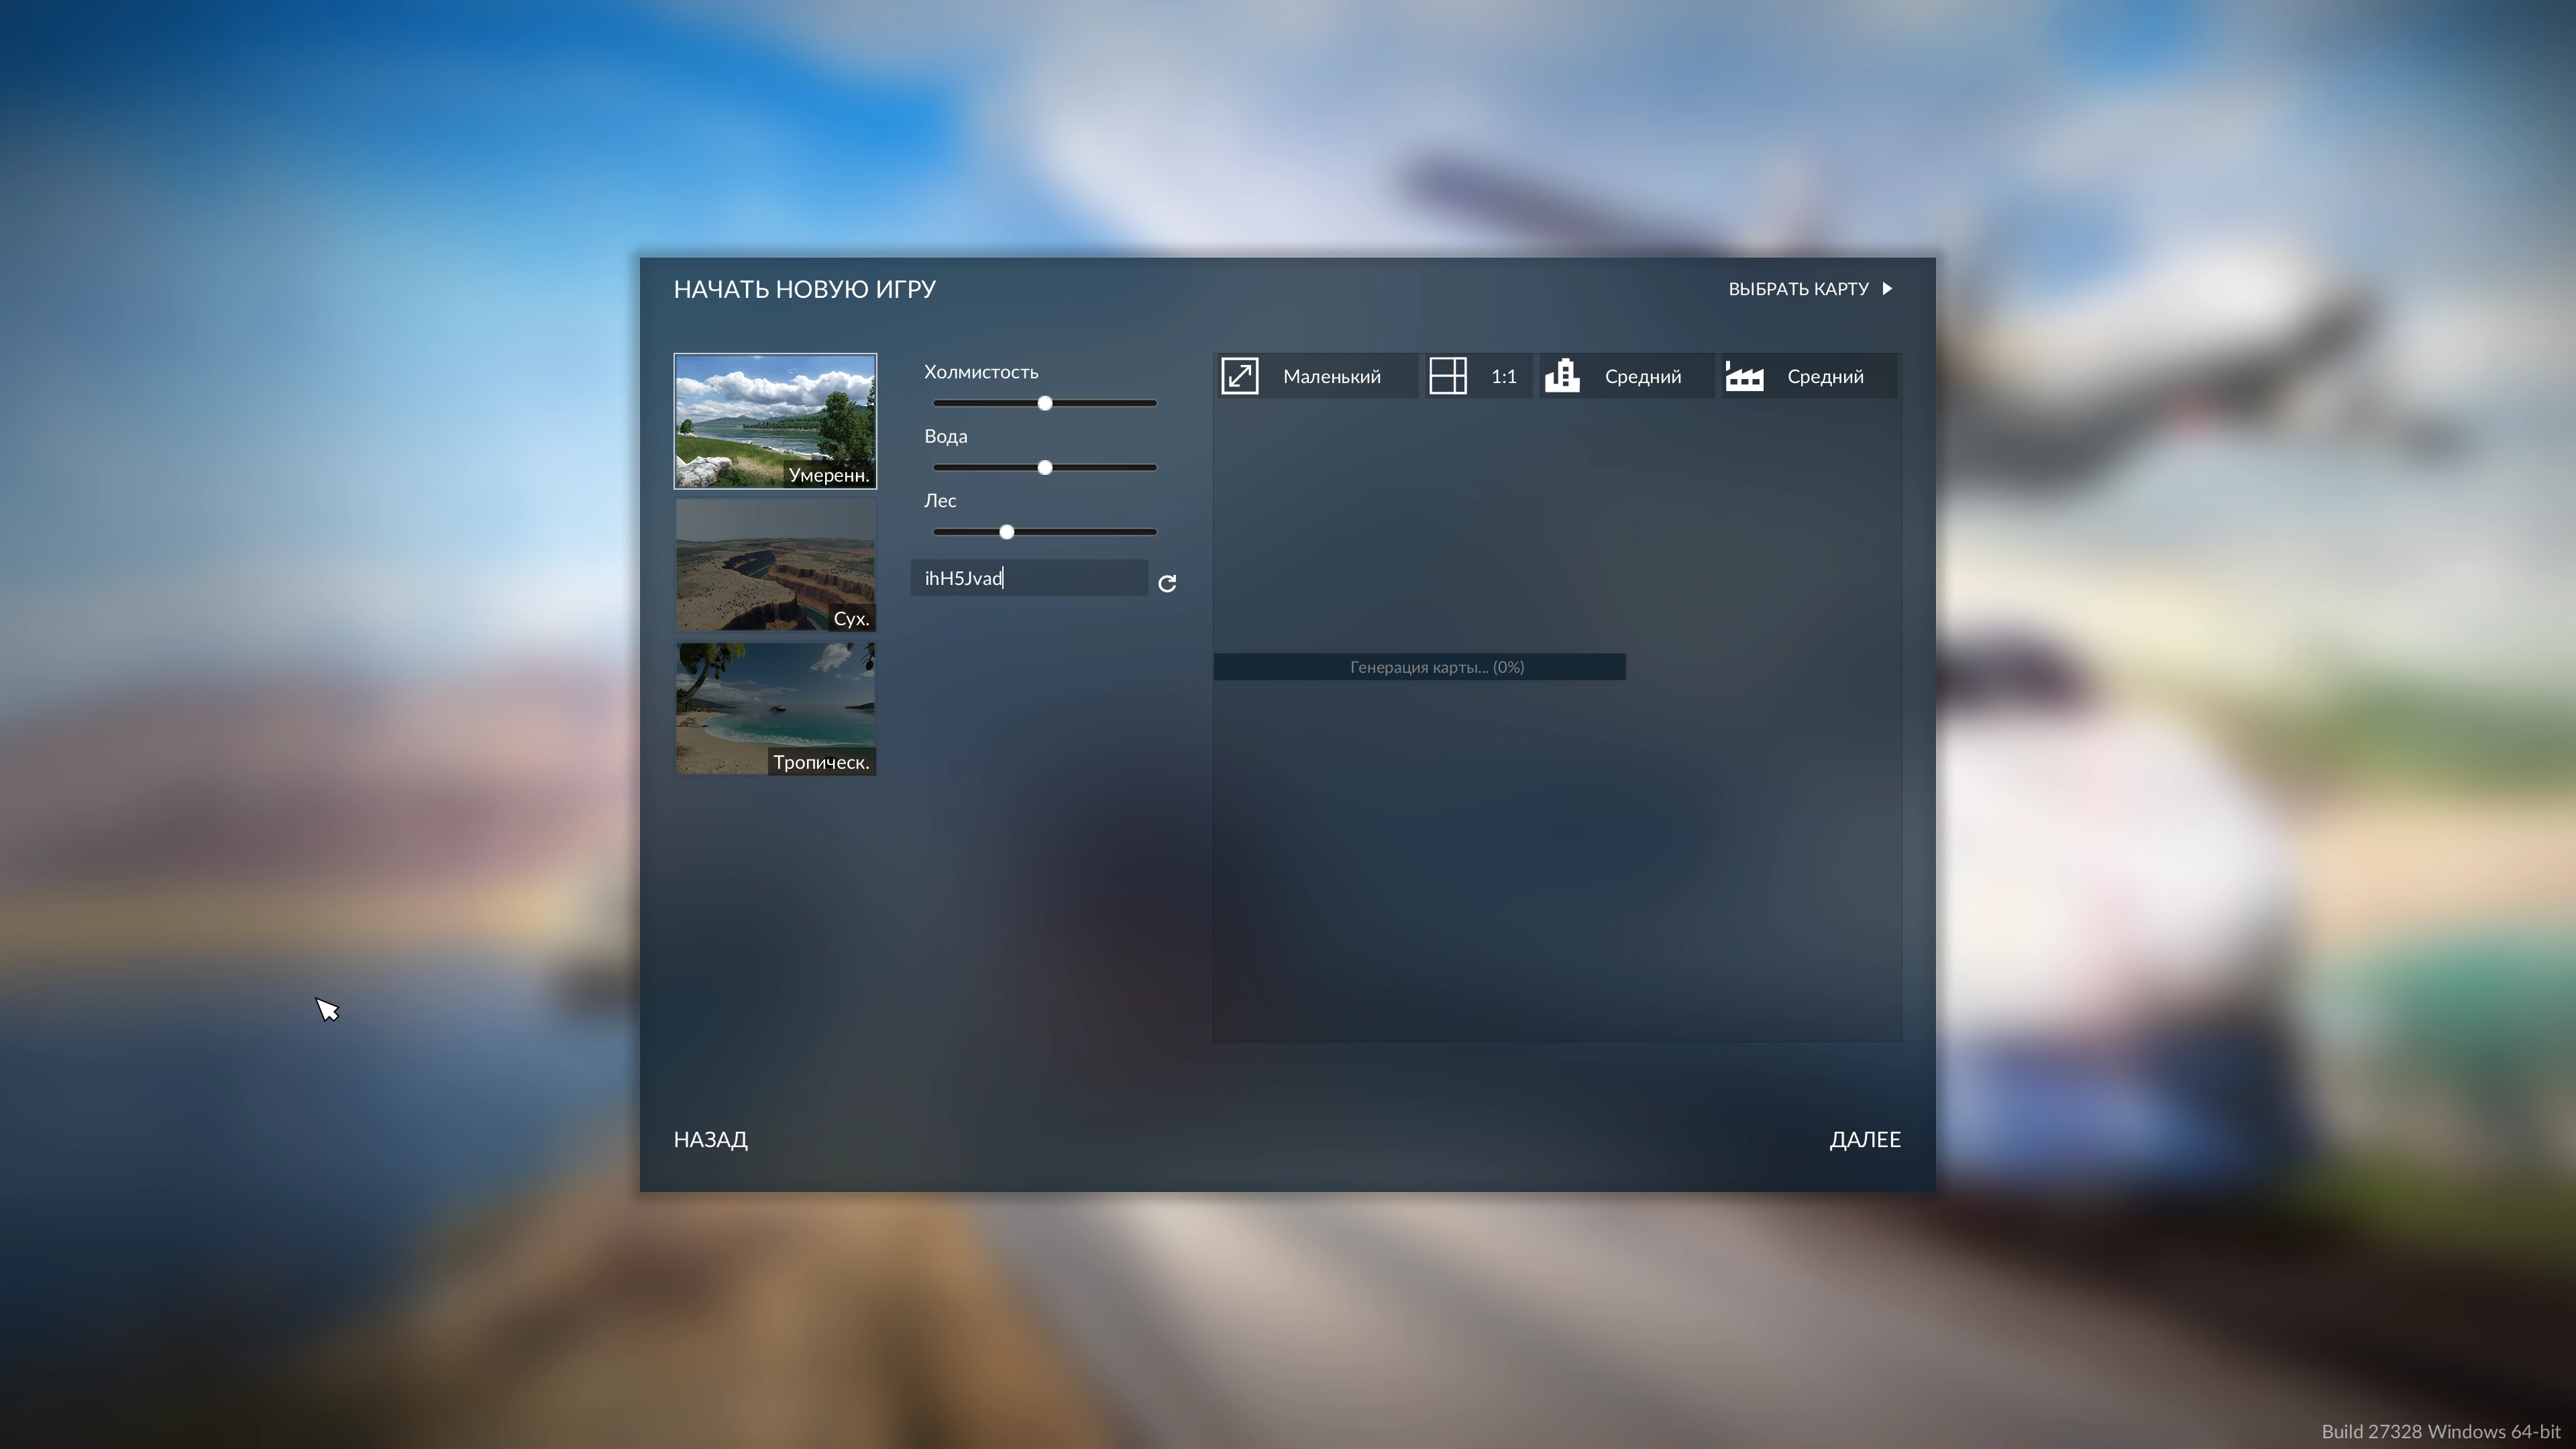 НАЧАТЬ НОВУЮ ИГРУ
ВЫБРАТЬ КАРТУ
Умеренн.
Сух.
Тропическ.
Холмистость
Вода
Лес
ihH5Jvad
Маленький
1:1
Средний
Средний
Генерация карты... (0%)
НАЗАД
ДАЛЕЕ
Build 27328 Windows 64-bit